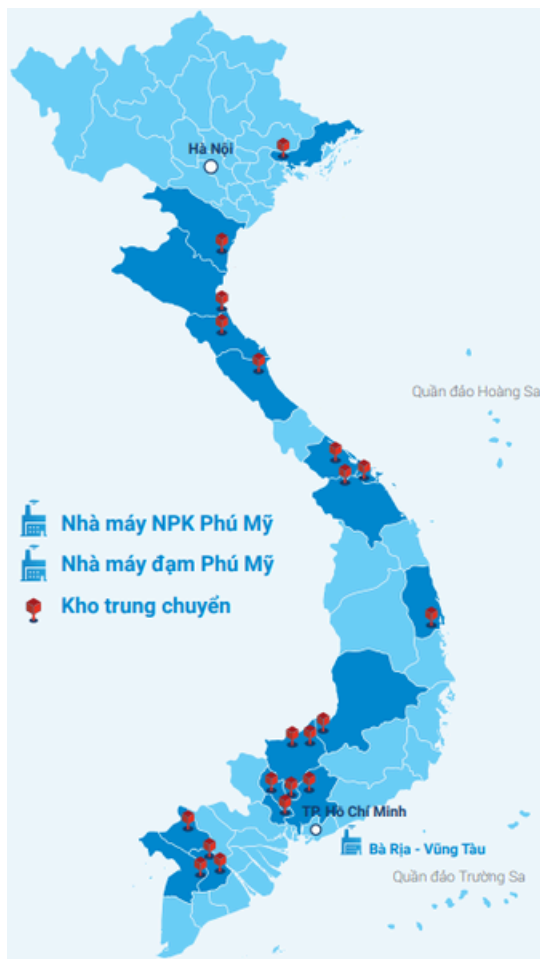 Hà Nội
Quần đảo Hoàng Sa
Nhà máy NPK Phú Mỹ
Nhà máy đạm Phú Mỹ
Kho trung chuyển
TP. Hồ Chí Minh
Bà Rịa - Vũng Tàu
Quần đảo Trường Sa